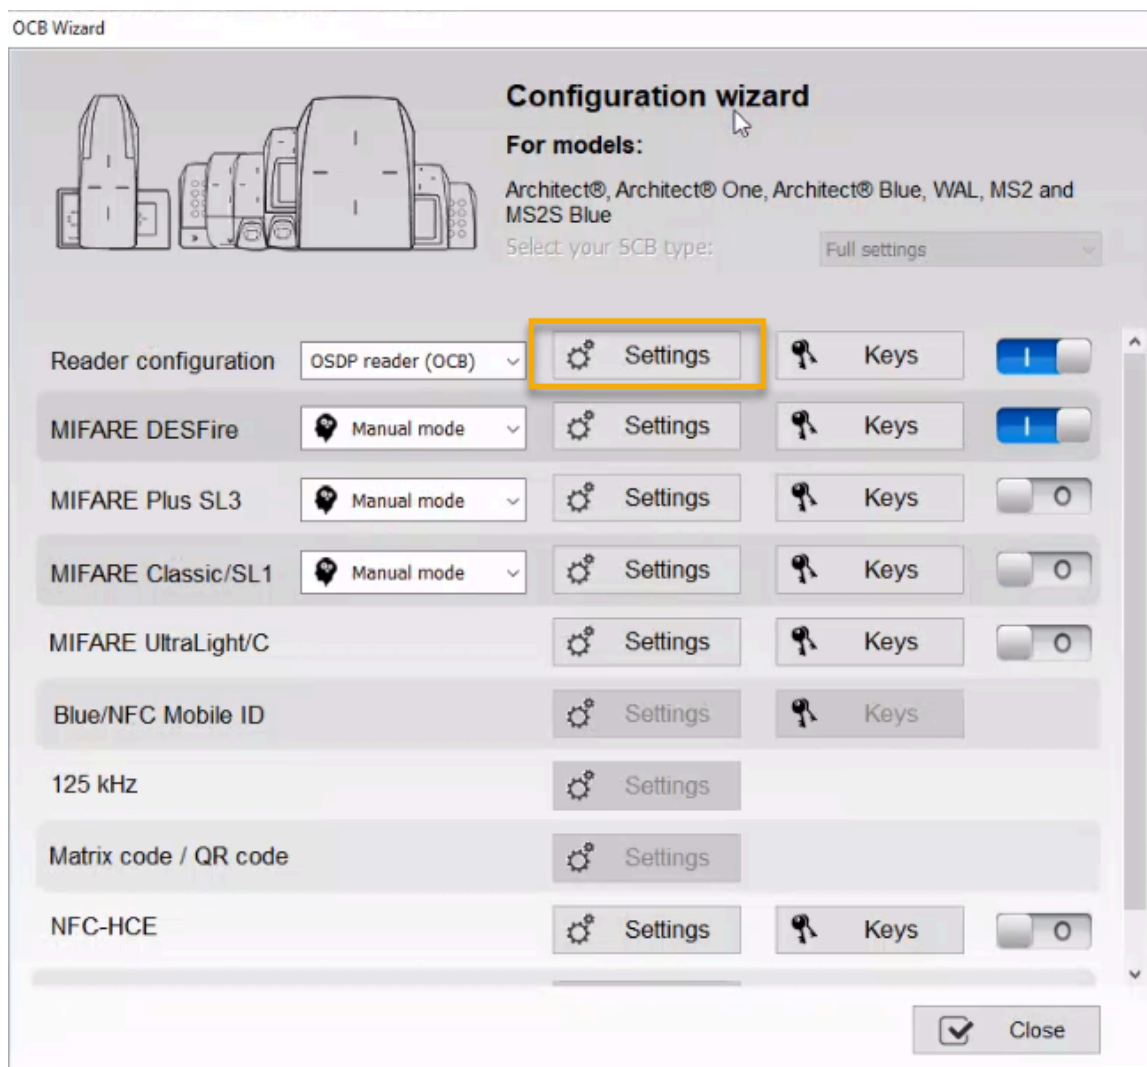 OCB Wizard
Configuration wizard
For models:
Architect®, Architect® One, Architect® Blue, WAL, MS2 and
MS2S Blue
Select your SCB type: Full settings
Reader configuration OSDP reader (OCB) Settings Keys
MIFARE DESFire Manual mode Settings Keys
MIFARE Plus SL3 Manual mode Settings Keys
MIFARE Classic/SL1 Manual mode Settings Keys
MIFARE UltraLight/C Settings Keys
Blue/NFC Mobile ID Settings Keys
125 kHz Settings
Matrix code / QR code Settings
NFC-HCE Settings Keys
Close